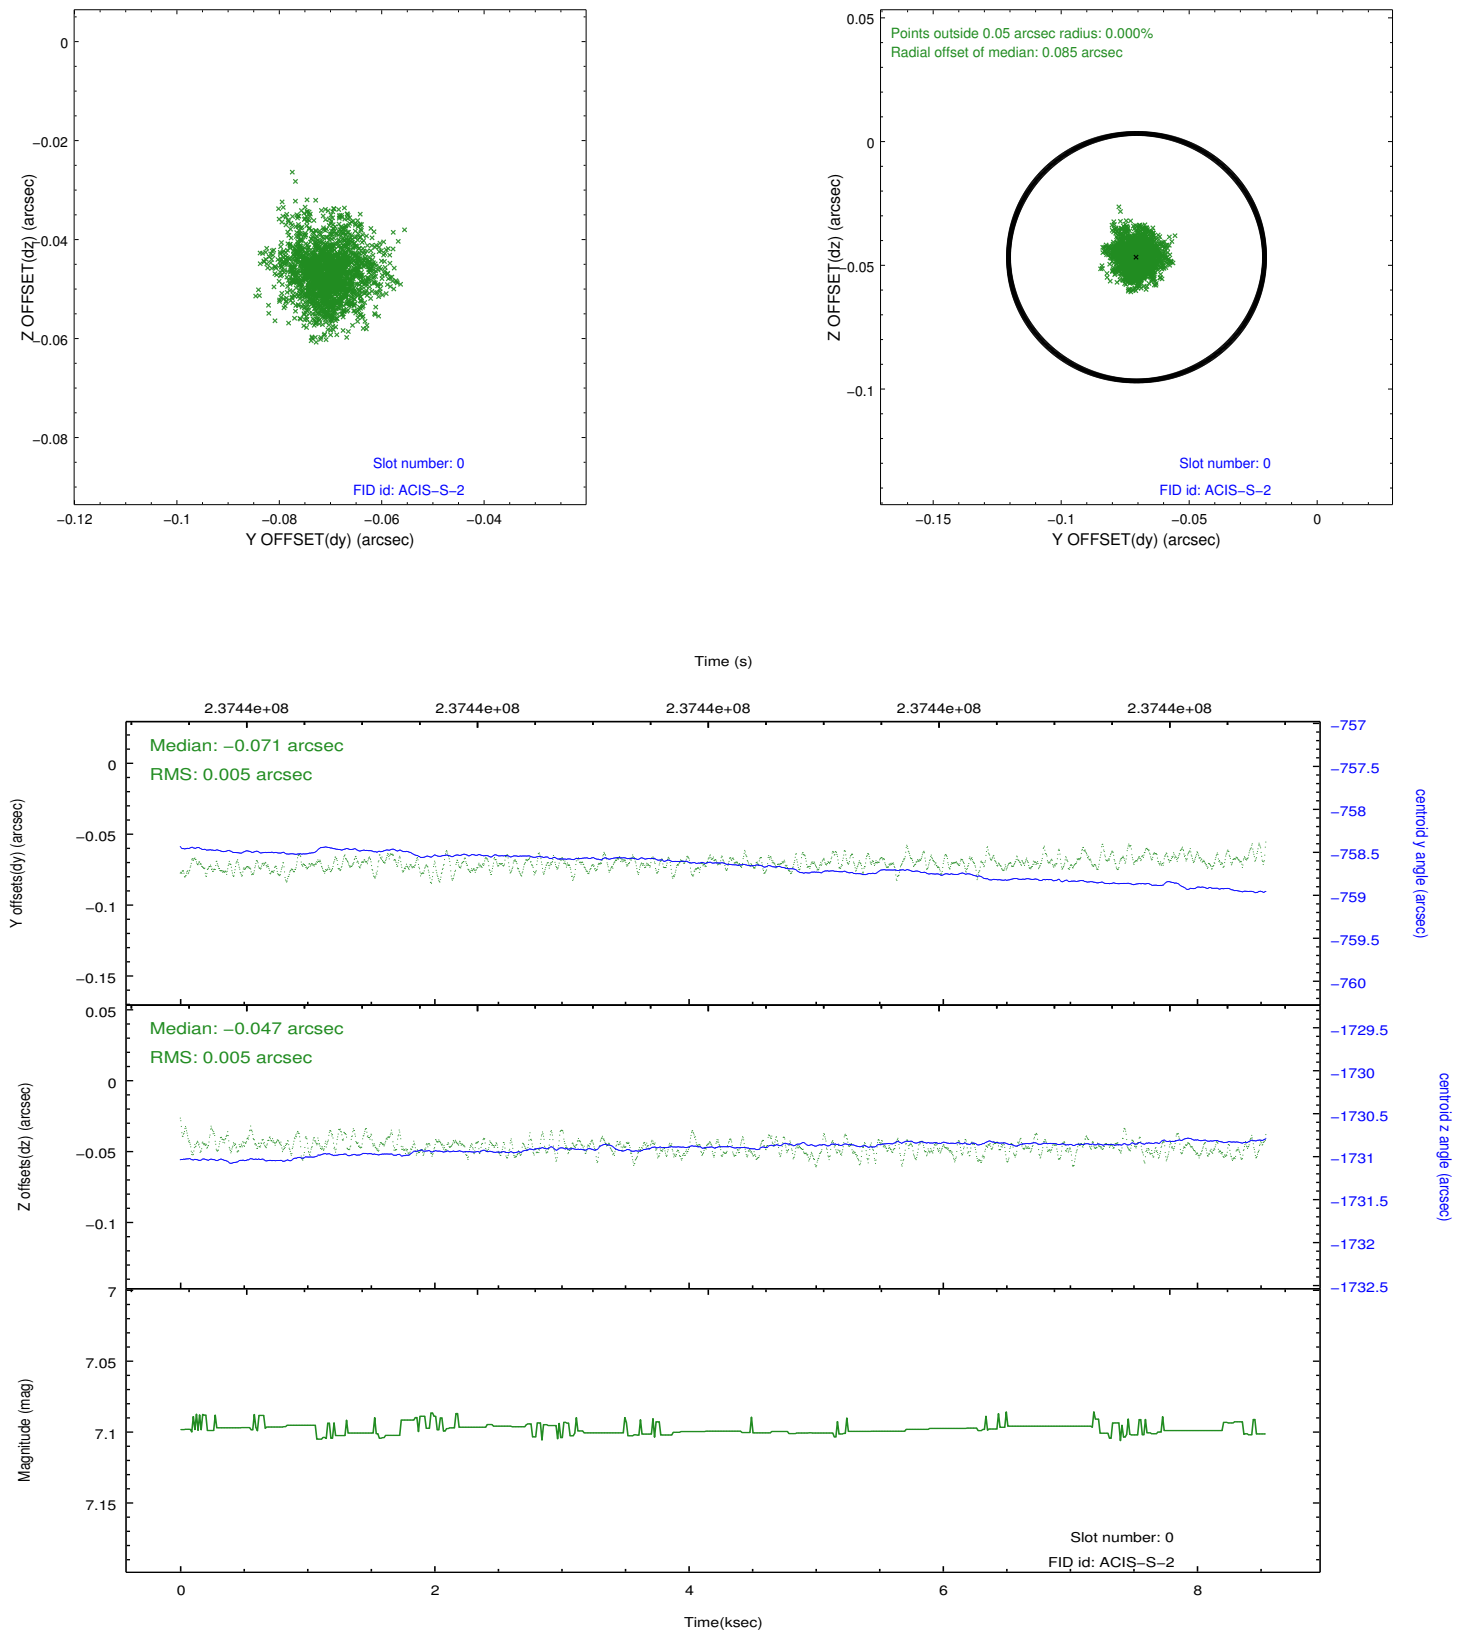 0
−0.02
−0.04
−0.06
−0.08
Z OFFSET(dz) (arcsec)
−0.12
−0.1
−0.08
−0.06
−0.04
Y OFFSET(dy) (arcsec)
Slot number: 0
FID id: ACIS−S−2
Points outside 0.05 arcsec radius: 0.000%
Radial offset of median: 0.085 arcsec
0.05
0
−0.05
−0.1
Z OFFSET(dz) (arcsec)
−0.15
−0.1
−0.05
0
Y OFFSET(dy) (arcsec)
Slot number: 0
FID id: ACIS−S−2
Time (s)
2.3744e+08
2.3744e+08
2.3744e+08
2.3744e+08
2.3744e+08
Median: −0.071 arcsec
RMS: 0.005 arcsec
0
−0.05
−0.1
−0.15
Y offsets(dy) (arcsec)
−757
−757.5
−758
−758.5
−759
−759.5
−760
centroid y angle (arcsec)
Median: −0.047 arcsec
RMS: 0.005 arcsec
0.05
0
−0.05
−0.1
Z offsets(dz) (arcsec)
−1729.5
−1730
−1730.5
−1731
−1731.5
−1732
−1732.5
centroid z angle (arcsec)
7
7.05
7.1
7.15
Magnitude (mag)
Slot number: 0
FID id: ACIS−S−2
0
2
4
6
8
Time(ksec)